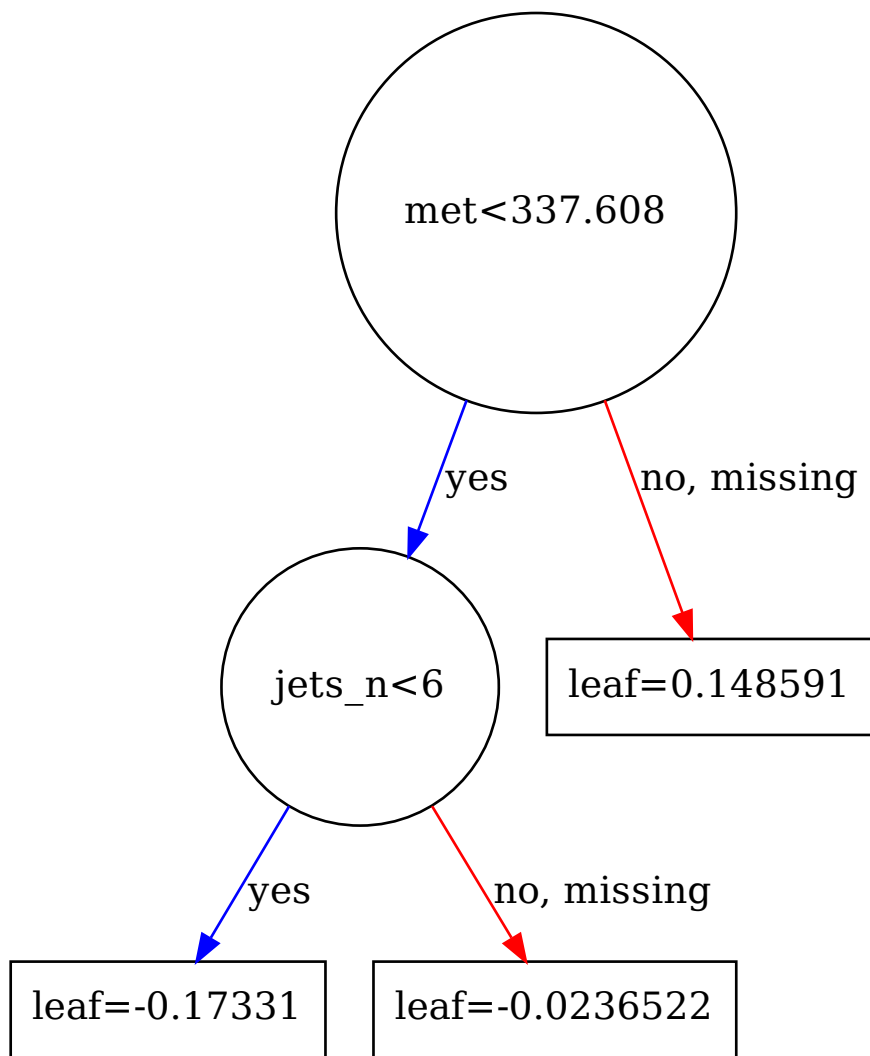 met<337.608
yes
no, missing
jets_n<6
leaf=0.148591
yes
no, missing
leaf=-0.17331
leaf=-0.0236522